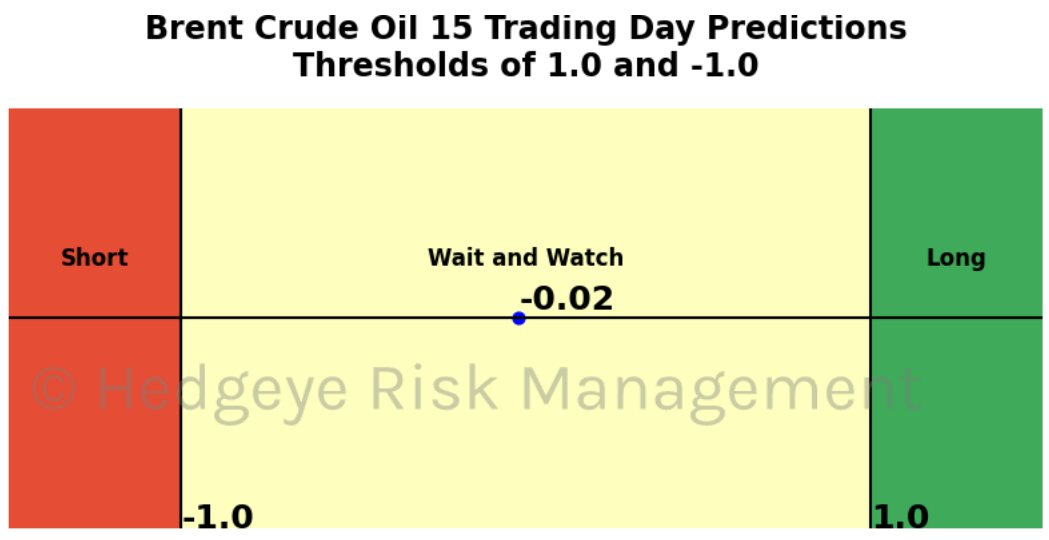 Brent Crude Oil 15 Trading Day Predictions
Thresholds of 1.0 and -1.0
Short
Wait and Watch
Long
-0.02
© Hedgeye Risk Management
-1.0
1.0